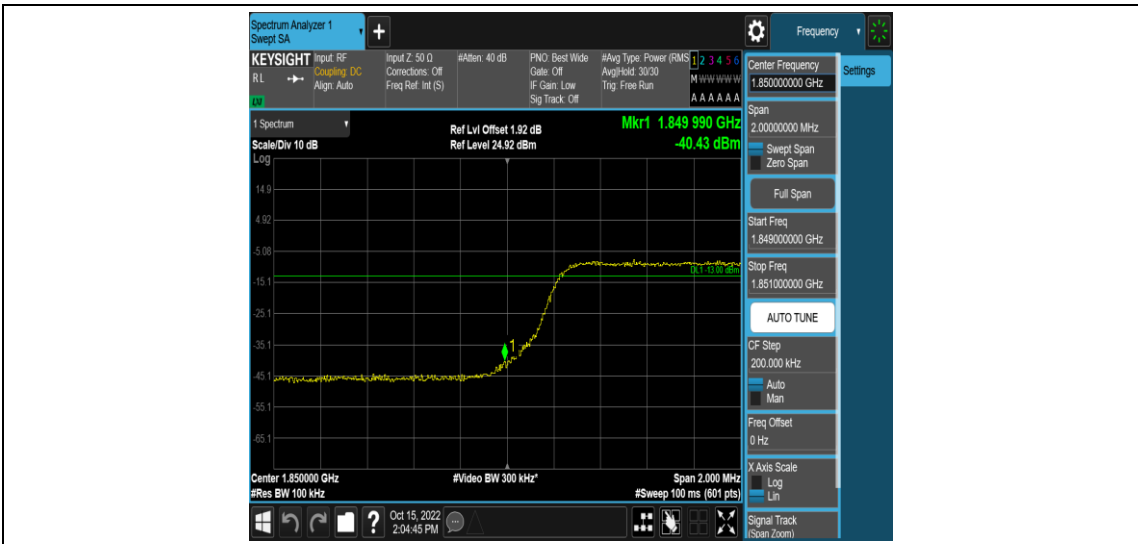 Spectrum Analyzer 1
Swept SA
+
Frequency
KEYSIGHT
RL
LXI
Input: RF
Coupling: DC
Align: Auto
Input Z: 50 Ω
Corrections: Off
Freq Ref: Int (S)
#Atten: 40 dB
PNO: Best Wide
Gate: Off
IF Gain: Low
Sig Track: Off
#Avg Type: Power (RMS
Avg|Hold: 30/30
Trig: Free Run
1 2 3 4 5 6
M W W W W W
A A A A A A
1 Spectrum
Scale/Div 10 dB
Log
Ref Lvl Offset 1.92 dB
Ref Level 24.92 dBm
Mkr1 1.849 990 GHz
-40.43 dBm
14.9
4.92
-5.08
DL1 -13.00 dBm
-15.1
-25.1
-35.1
1
-45.1
-55.1
-65.1
Center 1.850000 GHz
#Res BW 100 kHz
#Video BW 300 kHz*
Span 2.000 MHz
#Sweep 100 ms (601 pts)
?
Oct 15, 2022
2:04:45 PM
Center Frequency
1.850000000 GHz
Settings
Span
2.00000000 MHz
Swept Span
Zero Span
Full Span
Start Freq
1.849000000 GHz
Stop Freq
1.851000000 GHz
AUTO TUNE
CF Step
200.000 kHz
Auto
Man
Freq Offset
0 Hz
X Axis Scale
Log
Lin
Signal Track
(Span Zoom)